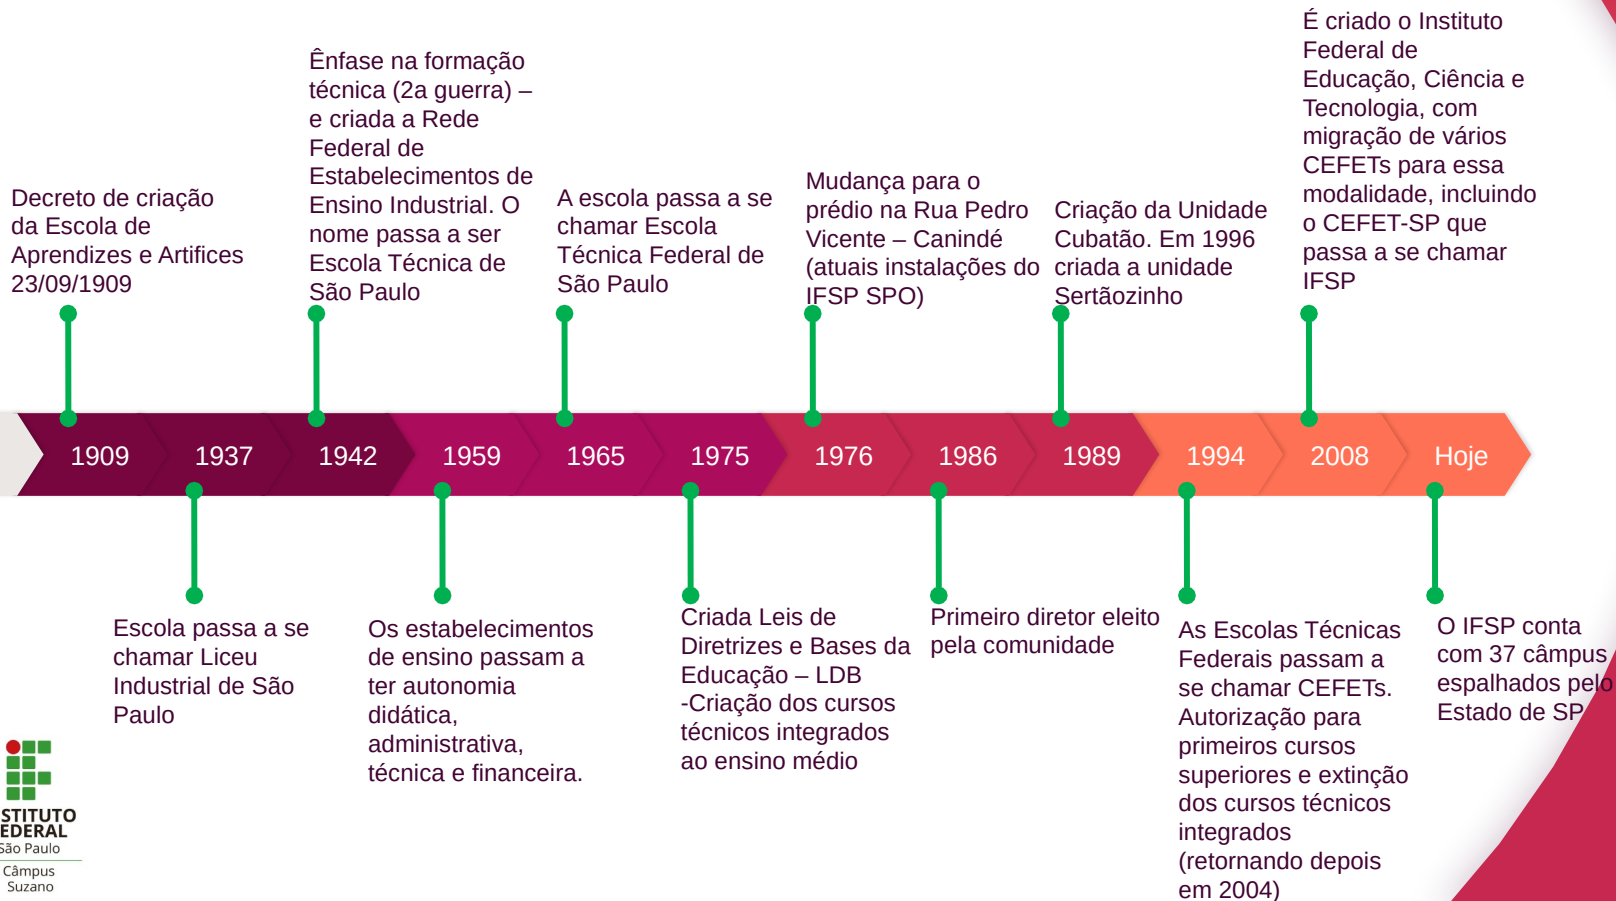 Decreto de criação
da Escola de
Aprendizes e Artifices
23/09/1909
Ênfase na formação
técnica (2a guerra) –
e criada a Rede
Federal de
Estabelecimentos de
Ensino Industrial. O
nome passa a ser
Escola Técnica de
São Paulo
A escola passa a se
chamar Escola
Técnica Federal de
São Paulo
Mudança para o
prédio na Rua Pedro
Vicente – Canindé
(atuais instalações do
IFSP SPO)
Criação da Unidade
Cubatão. Em 1996
criada a unidade
Sertãozinho
É criado o Instituto
Federal de
Educação, Ciência e
Tecnologia, com
migração de vários
CEFETs para essa
modalidade, incluindo
o CEFET-SP que
passa a se chamar
IFSP
1909 1937 1942 1959 1965 1975 1976 1986 1989 1994 2008 Hoje
Escola passa a se
chamar Liceu
Industrial de São
Paulo
Os estabelecimentos
de ensino passam a
ter autonomia
didática,
administrativa,
técnica e financeira.
Criada Leis de
Diretrizes e Bases da
Educação – LDB
-Criação dos cursos
técnicos integrados
ao ensino médio
Primeiro diretor eleito
pela comunidade
As Escolas Técnicas
Federais passam a
se chamar CEFETs.
Autorização para
primeiros cursos
superiores e extinção
dos cursos técnicos
integrados
(retornando depois
em 2004)
O IFSP conta
com 37 câmpus
espalhados pelo
Estado de SP
STITUTO
EDERAL
São Paulo
Câmpus
Suzano